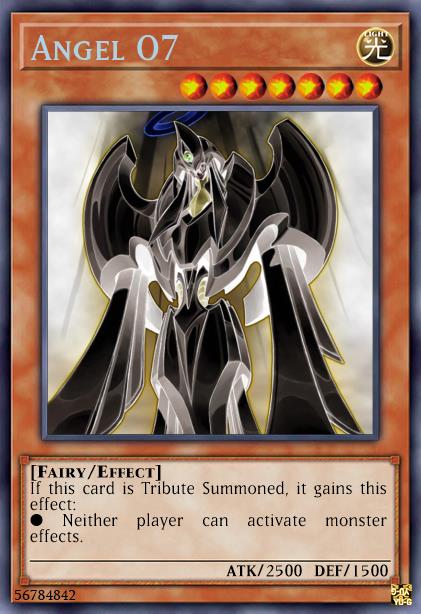 Angel O7
LIGHT
光
[Fairy/Effect]
If this card is Tribute Summoned, it gains this
effect:
● Neither player can activate monster
effects.
ATK/2500 DEF/1500
56784842